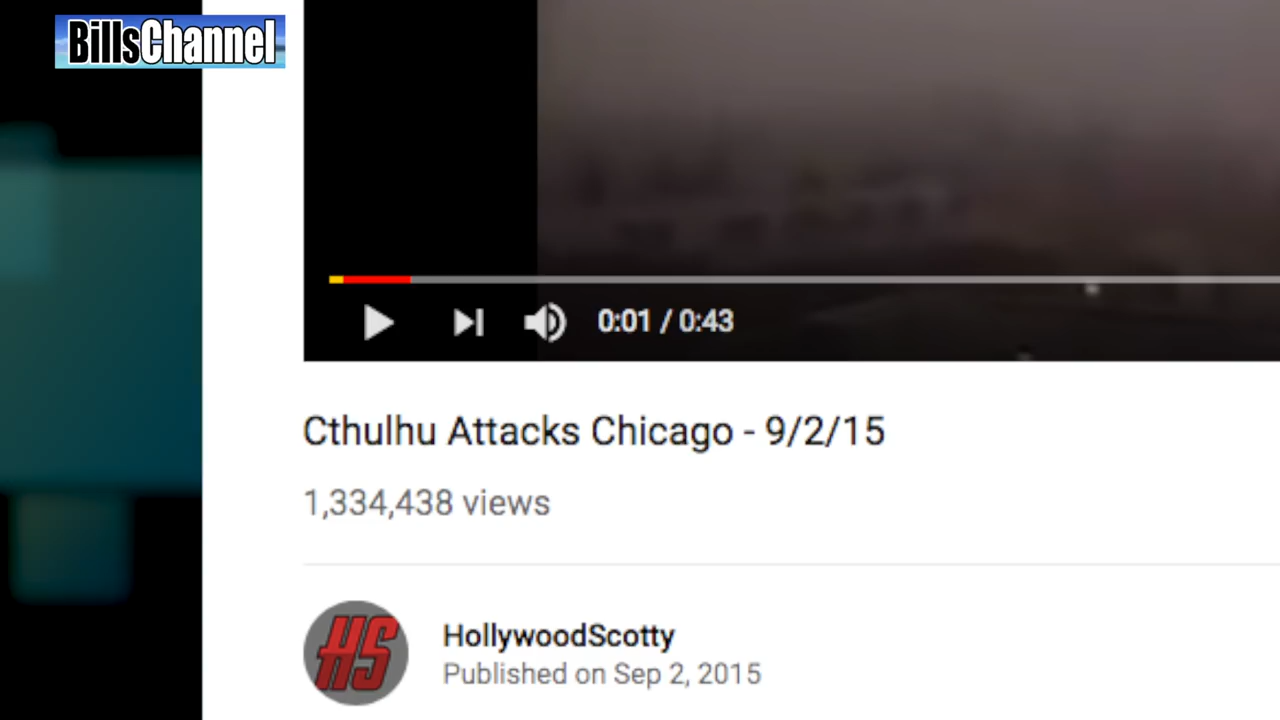 BillsChannel
0:01 / 0:43
Cthulhu Attacks Chicago - 9/2/15
1,334,438 views
HS
HollywoodScotty
Published on Sep 2, 2015